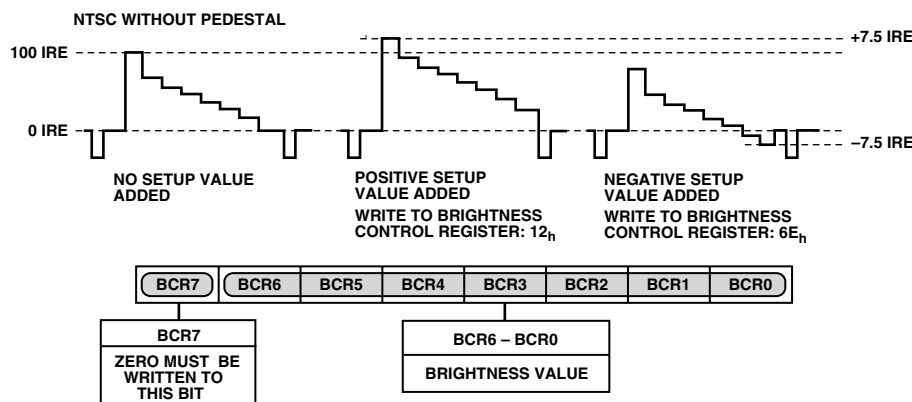 NTSC WITHOUT PEDESTAL
100 IRE
0 IRE
+7.5 IRE
–7.5 IRE
NO SETUP VALUE
ADDED
POSITIVE SETUP
VALUE ADDED
WRITE TO BRIGHTNESS
CONTROL REGISTER: 12h
NEGATIVE SETUP
VALUE ADDED
WRITE TO BRIGHTNESS
CONTROL REGISTER: 6Eh
BCR7 BCR6 BCR5 BCR4 BCR3 BCR2 BCR1 BCR0
BCR7
ZERO MUST BE
WRITTEN TO
THIS BIT
BCR6 – BCR0
BRIGHTNESS VALUE